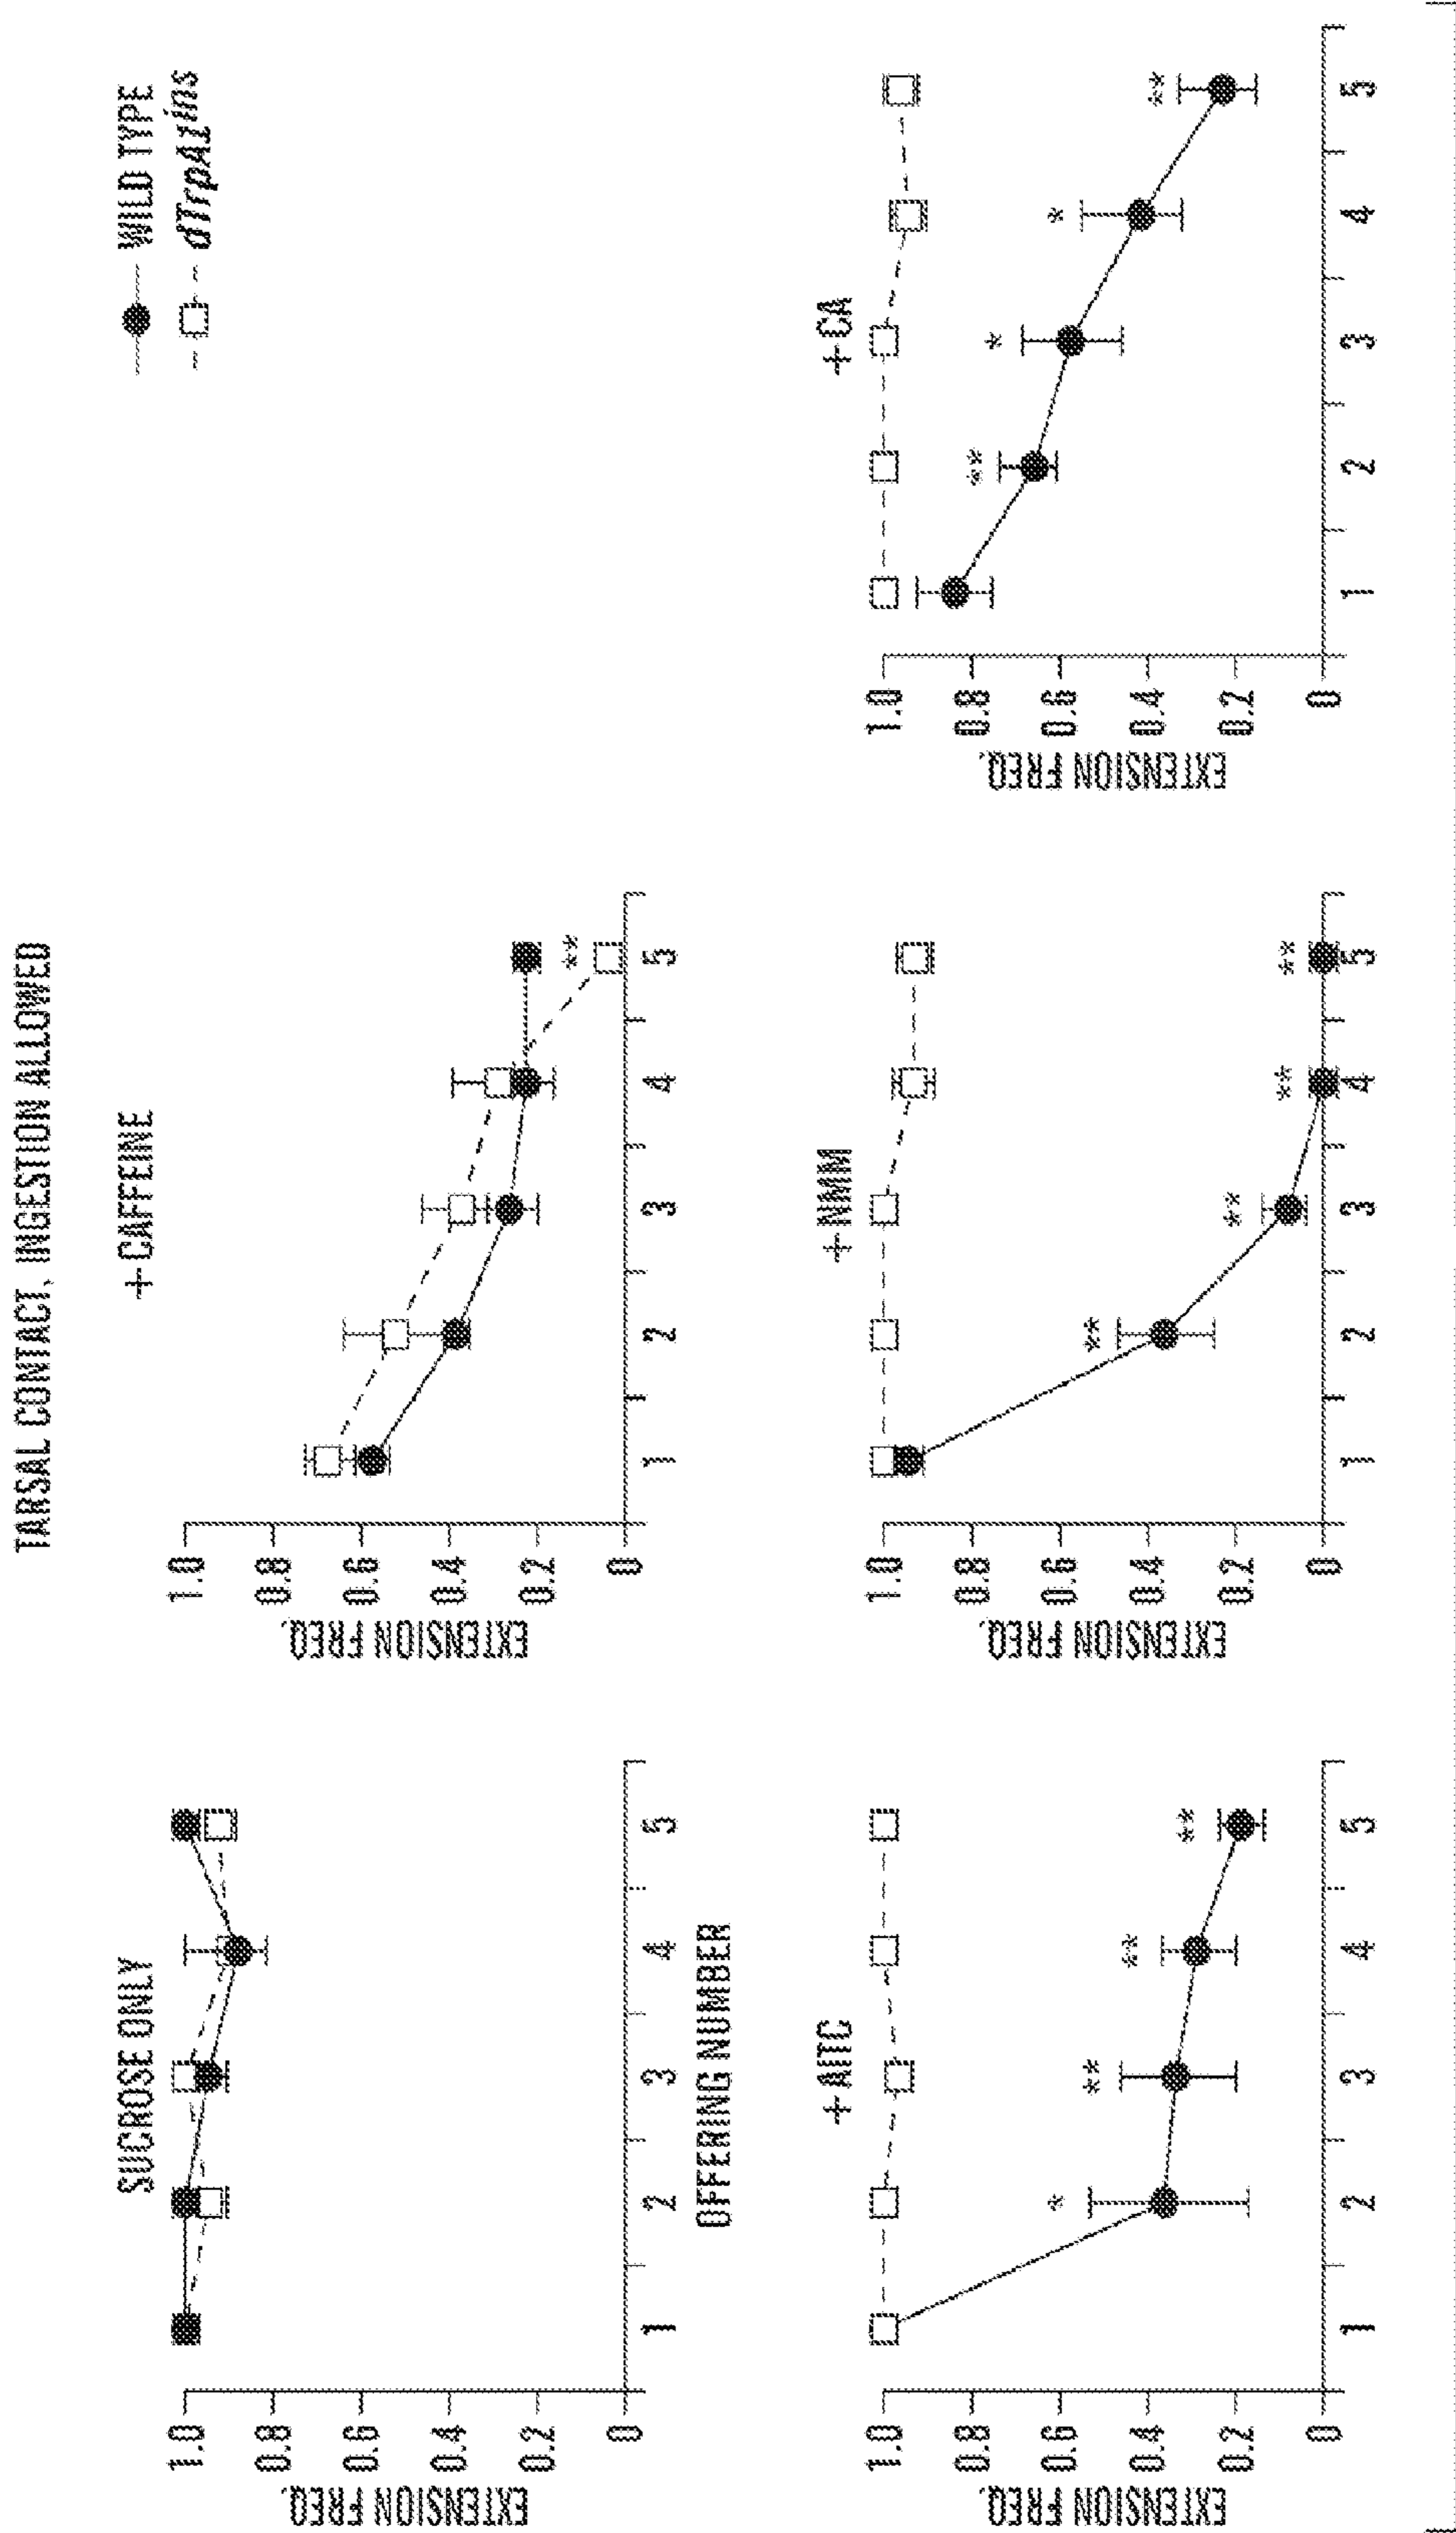 TARSAL CONTACT, INGESTION ALLOWED
WILD TYPE
dTrpA1ins
SUCROSE ONLY
EXTENSION FREQ.
1.0
0.8
0.6
0.4
0.2
0
1 2 3 4 5
OFFERING NUMBER
+CAFFEINE
EXTENSION FREQ.
1.0
0.8
0.6
0.4
0.2
0
**
1 2 3 4 5
+AITC
EXTENSION FREQ.
1.0
0.8
0.6
0.4
0.2
0
* ** ** **
1 2 3 4 5
+NMM
EXTENSION FREQ.
1.0
0.8
0.6
0.4
0.2
0
** ** ** **
1 2 3 4 5
+CA
EXTENSION FREQ.
1.0
0.8
0.6
0.4
0.2
0
** * * **
1 2 3 4 5